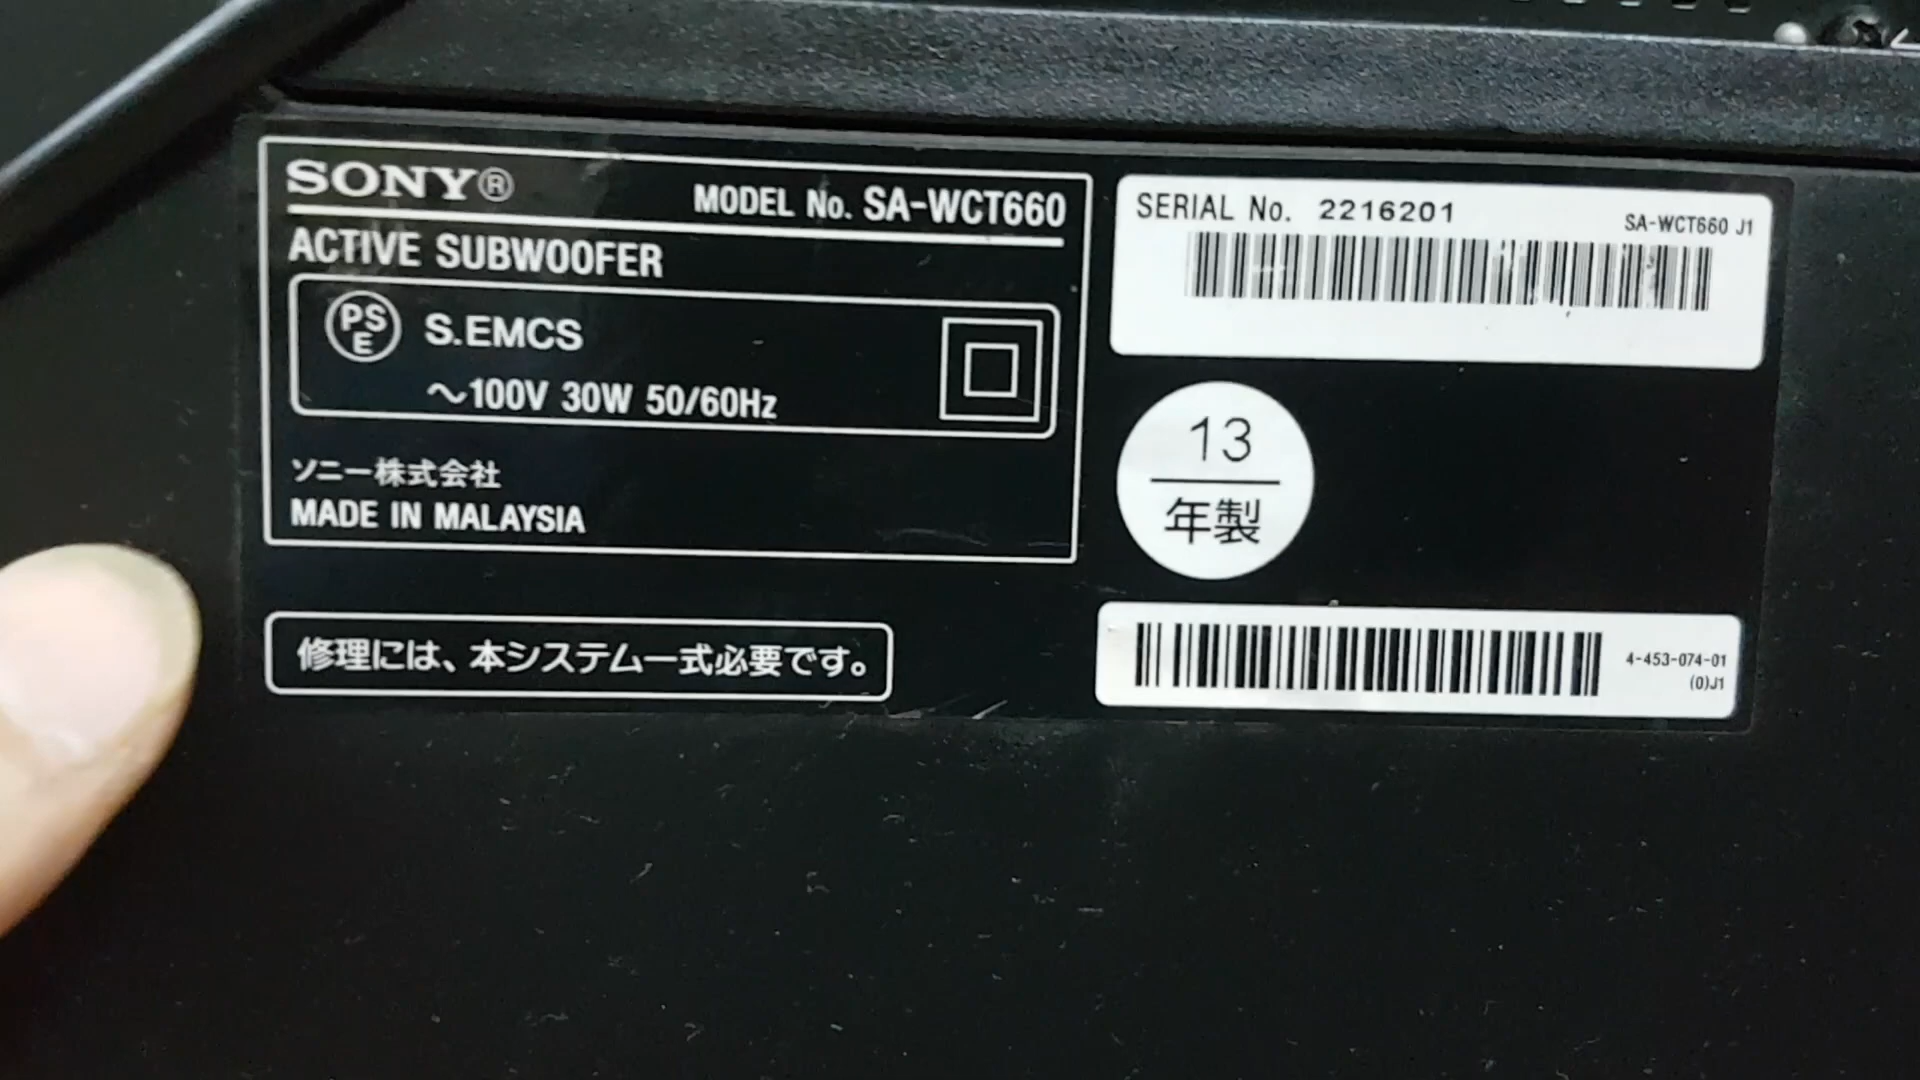 SONY®
MODEL No. SA-WCT660
ACTIVE SUBWOOFER
PSE
S.EMCS
～100V 30W 50/60Hz
ソニー株式会社
MADE IN MALAYSIA
修理には、本システム一式必要です。
SERIAL No. 2216201
SA-WCT660 J1
13
年製
4-453-074-01
(0)J1